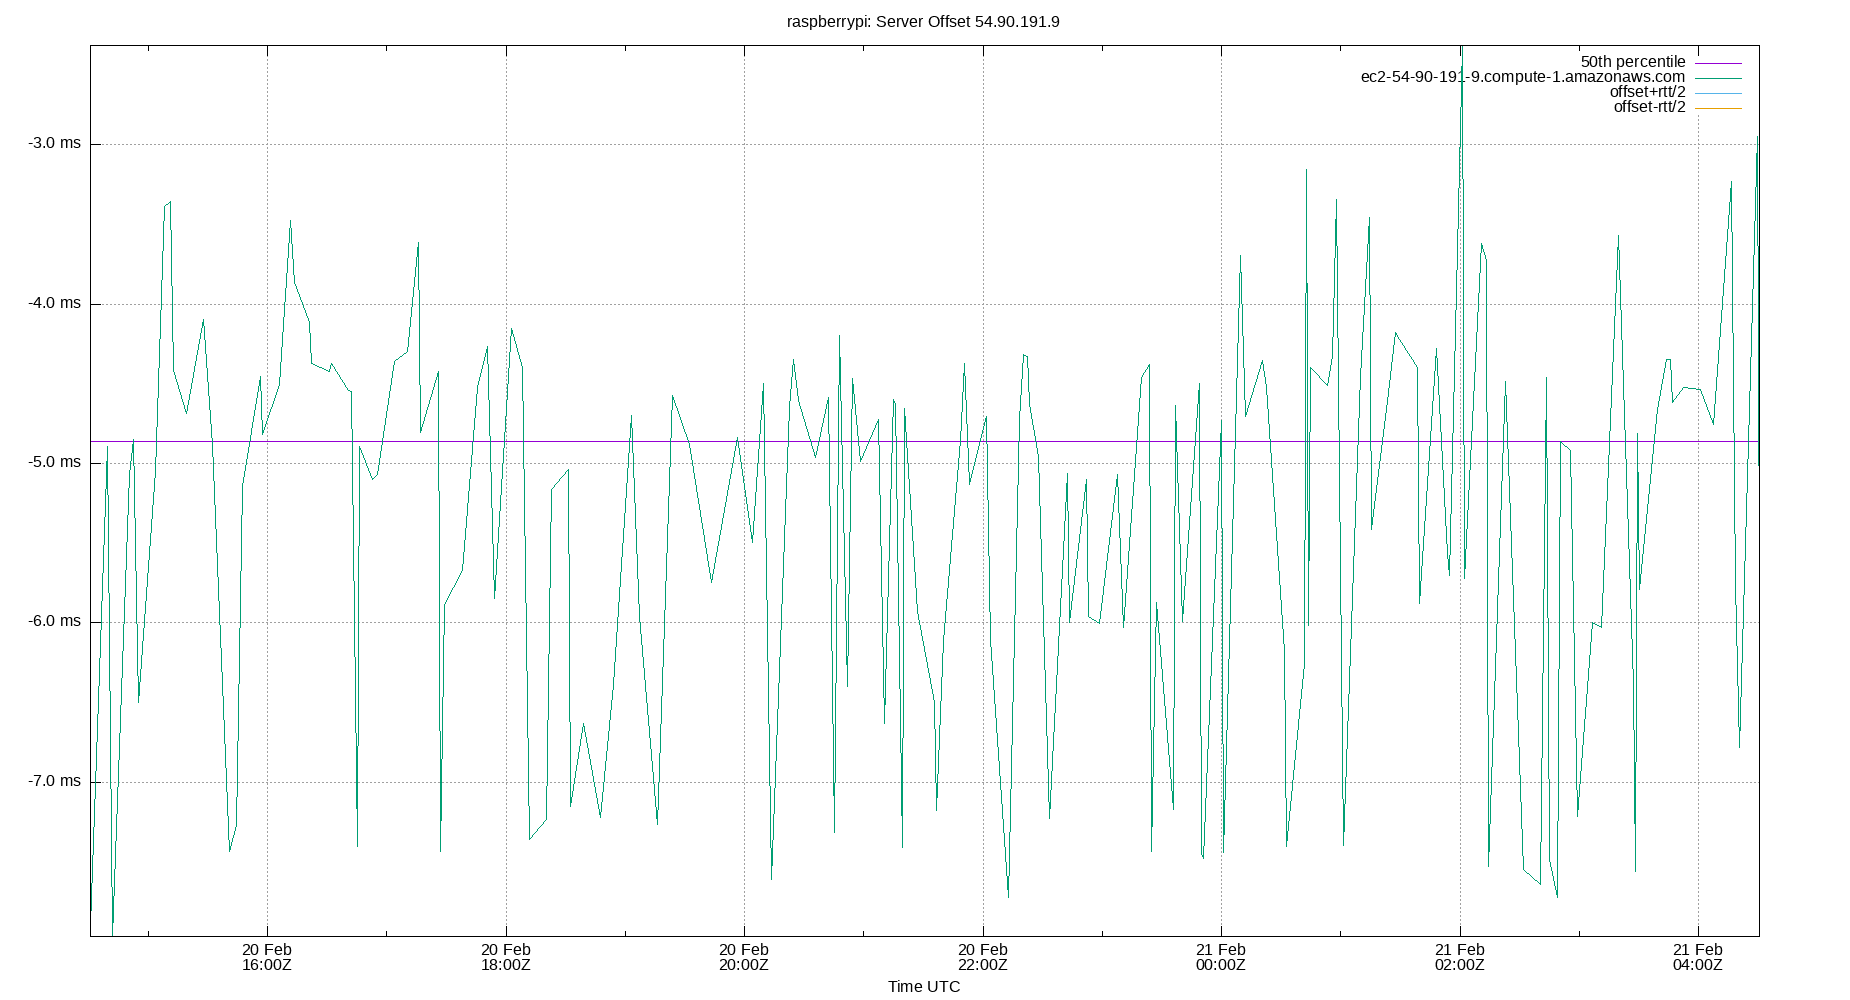 raspberrypi: Server Offset 54.90.191.9
50th percentile
ec2-54-90-191-9.compute-1.amazonaws.com
offset+rtt/2
offset-rtt/2
-3.0 ms
-4.0 ms
-5.0 ms
-6.0 ms
-7.0 ms
20 Feb 20 Feb 20 Feb 20 Feb 21 Feb 21 Feb 21 Feb
16:00Z 18:00Z 20:00Z 22:00Z 00:00Z 02:00Z 04:00Z
Time UTC